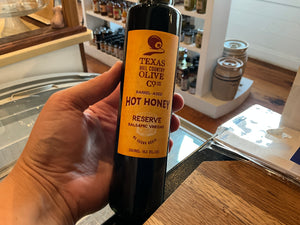 TEXAS
HILL COUNTRY
OLIVE
CO
BARREL-AGED
HOT HONEY
RESERVE
BALSAMIC VINEGAR